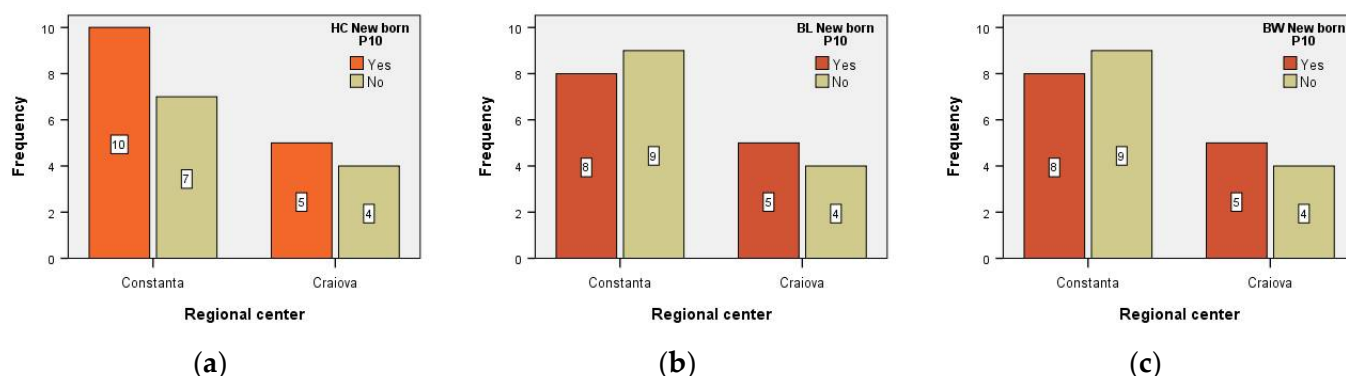 HC New born
P10
Yes
No
Frequency
10
8
6
4
2
0
10
7
5
4
Constanta
Craiova
Regional center
(a)
BL New born
P10
Yes
No
Frequency
10
8
6
4
2
0
8
9
5
4
Constanta
Craiova
Regional center
(b)
BW New born
P10
Yes
No
Frequency
10
8
6
4
2
0
8
9
5
4
Constanta
Craiova
Regional center
(c)